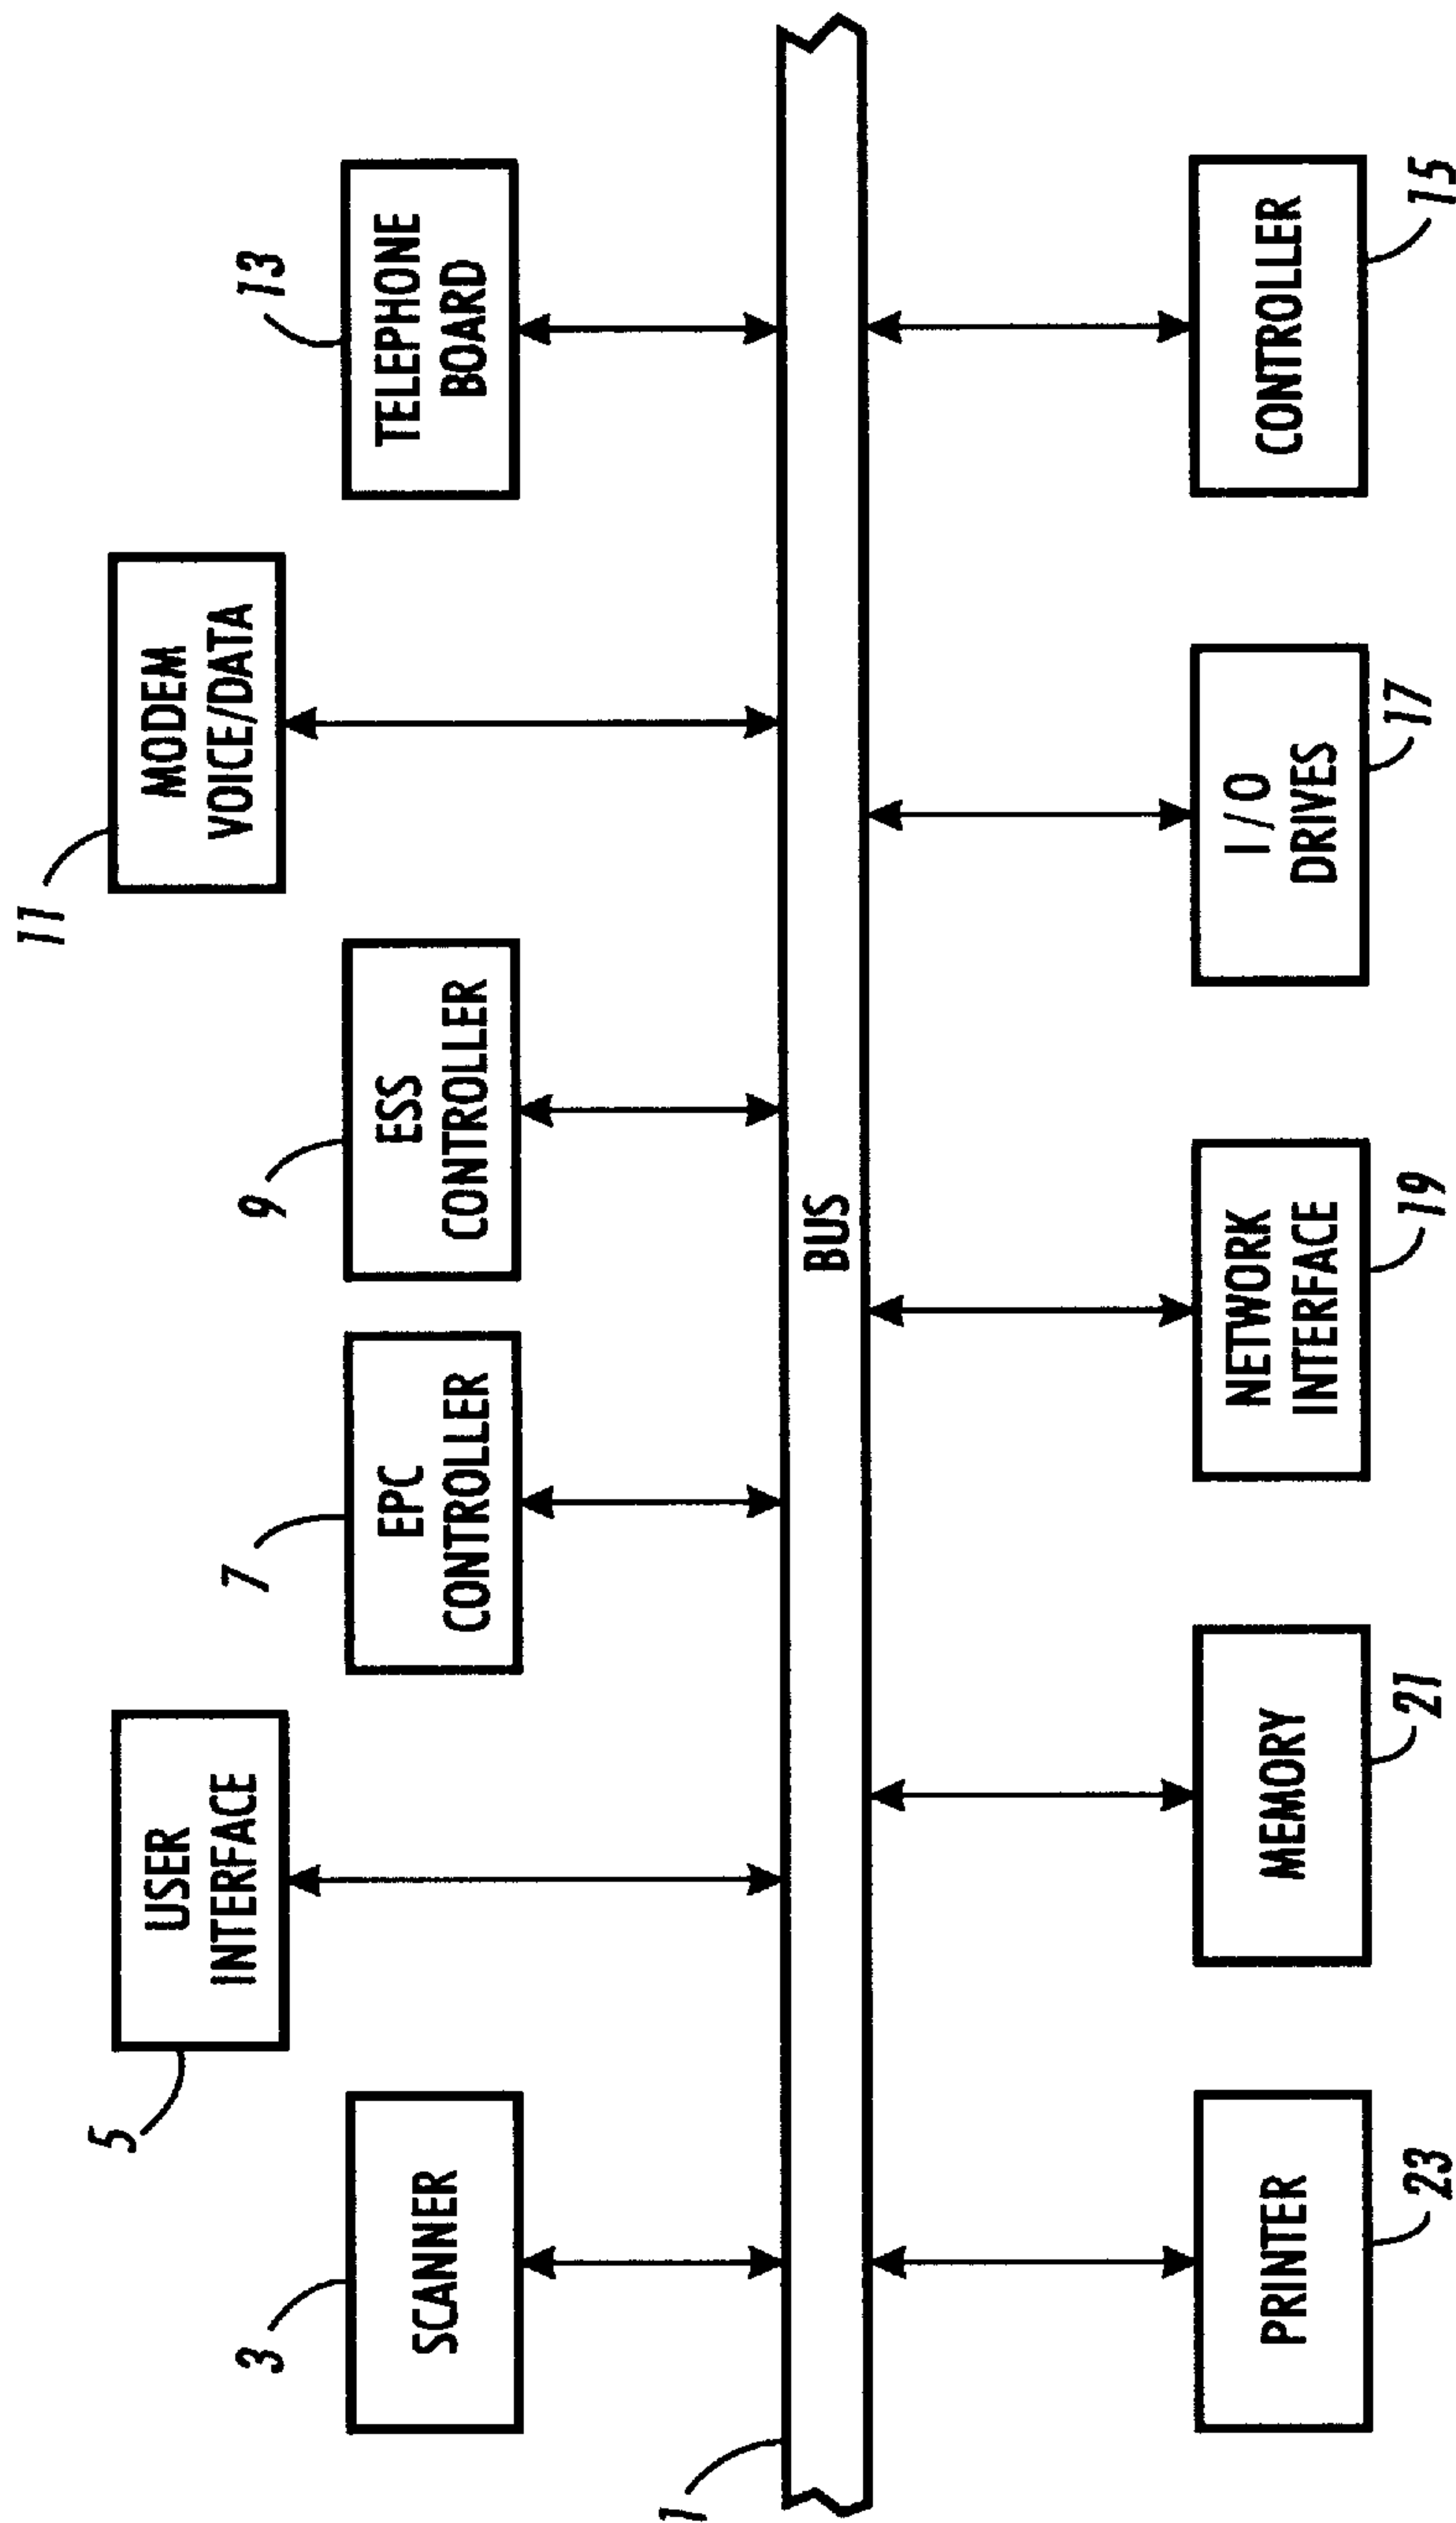 11
MODEM
VOICE/DATA
5
USER
INTERFACE
13
TELEPHONE
BOARD
9
ESS
CONTROLLER
7
EPC
CONTROLLER
3
SCANNER
1
BUS
PRINTER
23
MEMORY
21
NETWORK
INTERFACE
19
I/O
DRIVES
17
CONTROLLER
15